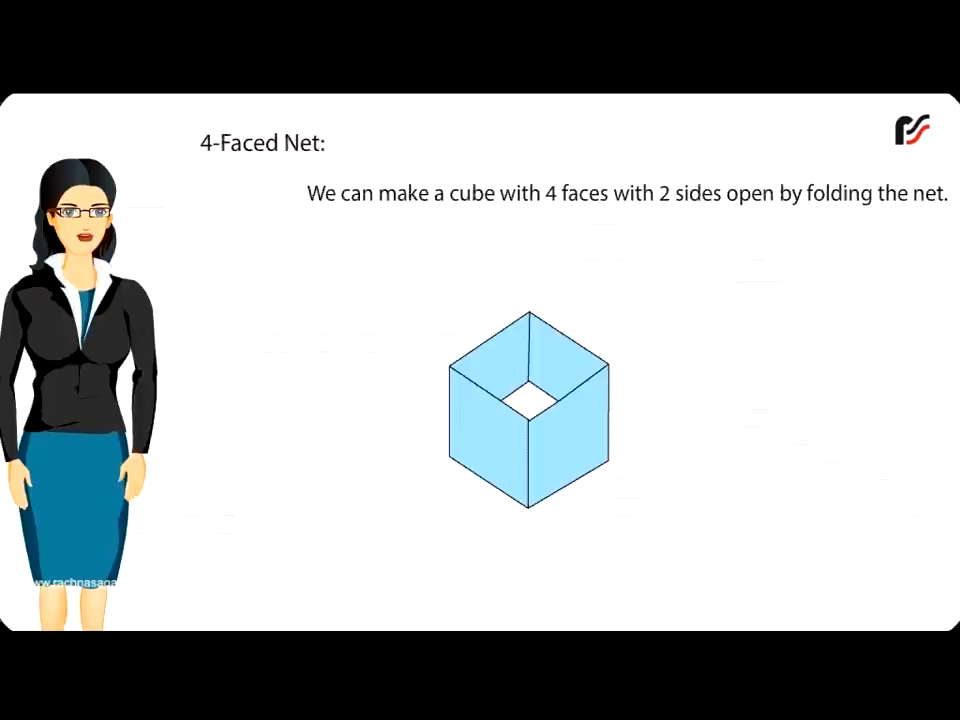 4-Faced Net:
We can make a cube with 4 faces with 2 sides open by folding the net.